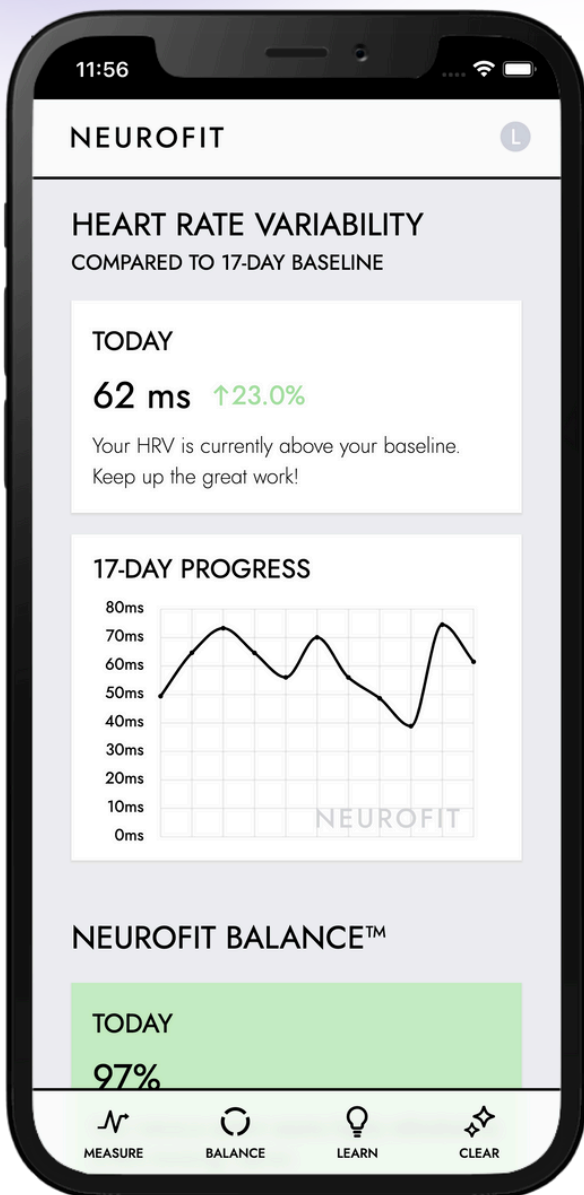 11:56
NEUROFIT
L
HEART RATE VARIABILITY
COMPARED TO 17-DAY BASELINE
TODAY
62 ms ↑23.0%
Your HRV is currently above your baseline.
Keep up the great work!
17-DAY PROGRESS
80ms
70ms
60ms
50ms
40ms
30ms
20ms
10ms
0ms
NEUROFIT
NEUROFIT BALANCE™
TODAY
97%
MEASURE BALANCE LEARN CLEAR